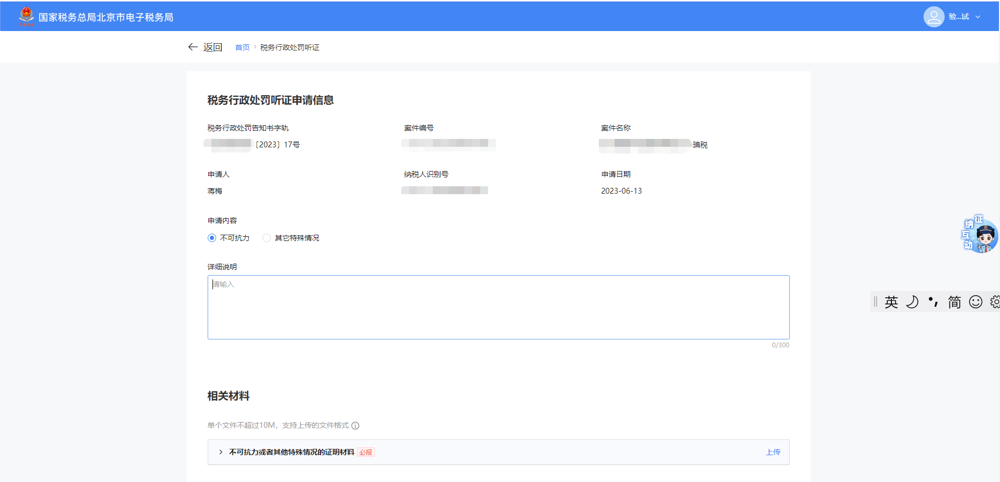 国家税务总局北京市电子税务局
验...试
返回 首页 > 税务行政处罚听证
税务行政处罚听证申请信息
税务行政处罚告知书字轨 案件编号 案件名称
〔2023〕17号 骗税
申请人 纳税人识别号 申请日期
蒋梅 2023-06-13
申请内容
不可抗力 其它特殊情况
征纳互动
详细说明
请输入
英 简
0/300
相关材料
单个文件不超过10M，支持上传的文件格式
不可抗力或者其他特殊情况的证明材料 必报 上传